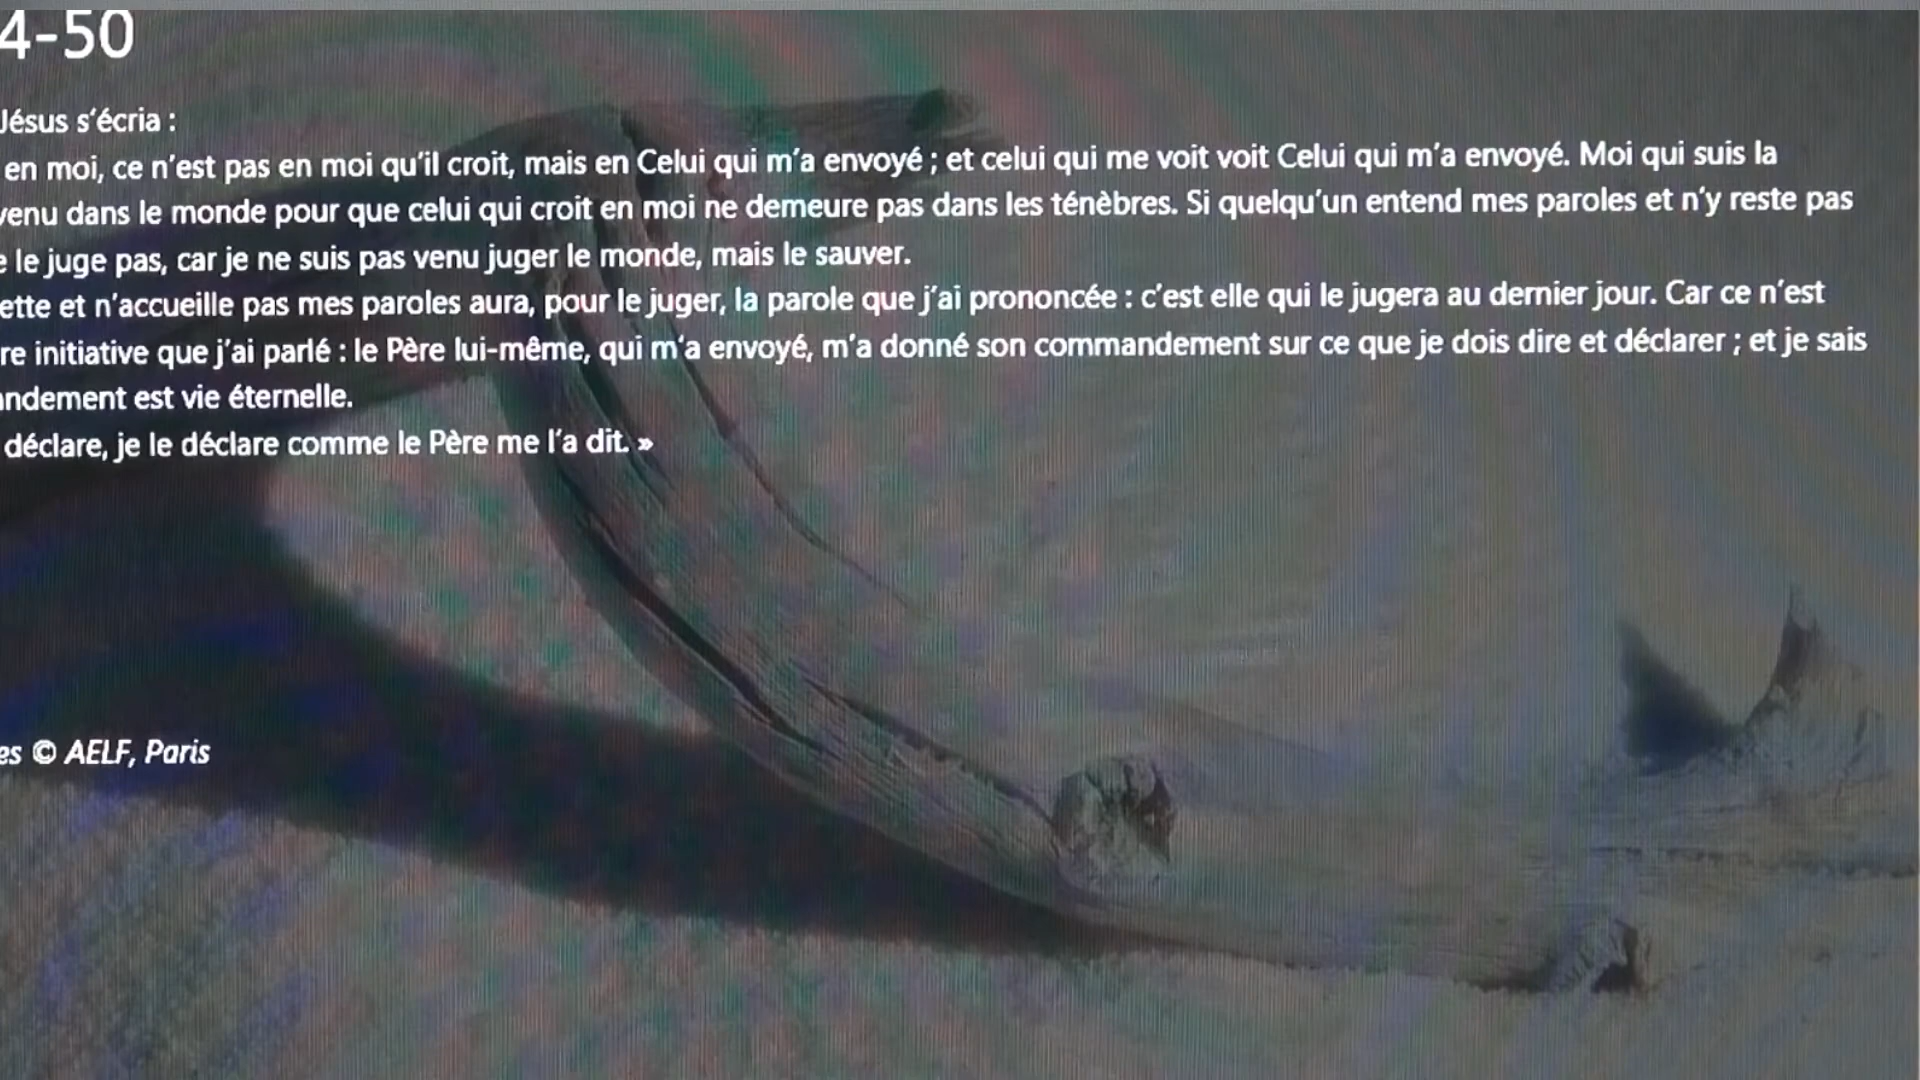 4-50
Jésus s'écria :
en moi, ce n'est pas en moi qu'il croit, mais en Celui qui m'a envoyé ; et celui qui me voit voit Celui qui m'a envoyé. Moi qui suis la
venu dans le monde pour que celui qui croit en moi ne demeure pas dans les ténèbres. Si quelqu'un entend mes paroles et n'y reste pas
e le juge pas, car je ne suis pas venu juger le monde, mais le sauver.
ette et n'accueille pas mes paroles aura, pour le juger, la parole que j'ai prononcée : c'est elle qui le jugera au dernier jour. Car ce n'est
re initiative que j'ai parlé : le Père lui-même, qui m'a envoyé, m'a donné son commandement sur ce que je dois dire et déclarer ; et je sais
andement est vie éternelle.
déclare, je le déclare comme le Père me l'a dit. »
es © AELF, Paris